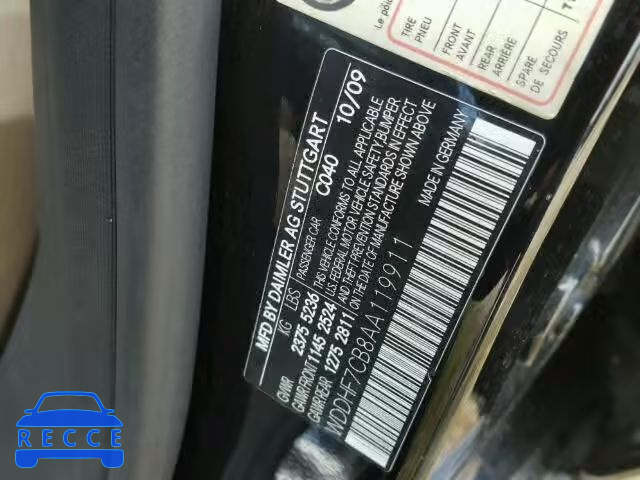 Le
TIRE
PNEU
FRONT
AVANT
REAR
ARRIÈRE
SPARE
DE SECOURS
MFD BY DAIMLER AG STUTTGART
10/09
KG LBS PASSENGER CAR C040
GVWR 2375 5236
GAWR FRONT 1145 2524
GAWR REAR 1275 2811
THIS VEHICLE CONFORMS TO ALL APPLICABLE
U.S. FEDERAL MOTOR VEHICLE SAFETY BUMPER,
AND THEFT PREVENTION STANDARDS IN EFFECT
ON THE DATE OF MANUFACTURE SHOWN ABOVE
WDDHF7CB8AA119911
MADE IN GERMANY
RECCE